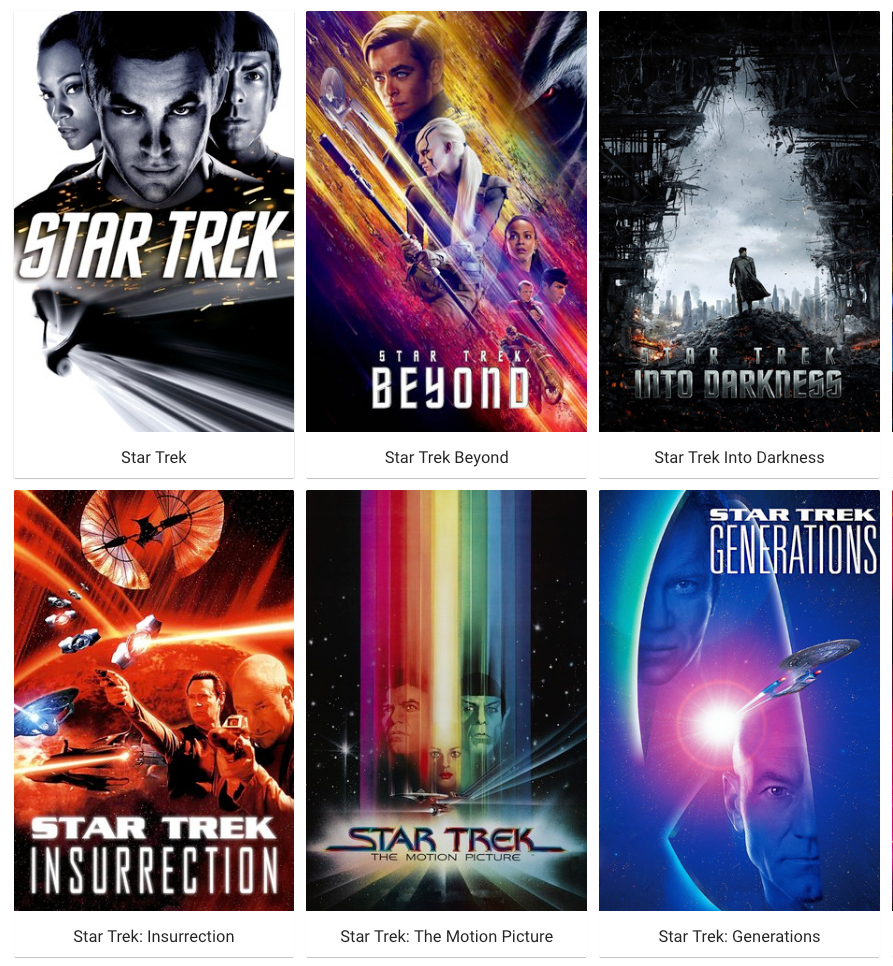 STAR TREK
STAR TREK
BEYOND
STAR TREK
INTO DARKNESS
Star Trek
Star Trek Beyond
Star Trek Into Darkness
STAR TREK
INSURRECTION
STAR TREK
THE MOTION PICTURE
STAR TREK
GENERATIONS
Star Trek: Insurrection
Star Trek: The Motion Picture
Star Trek: Generations